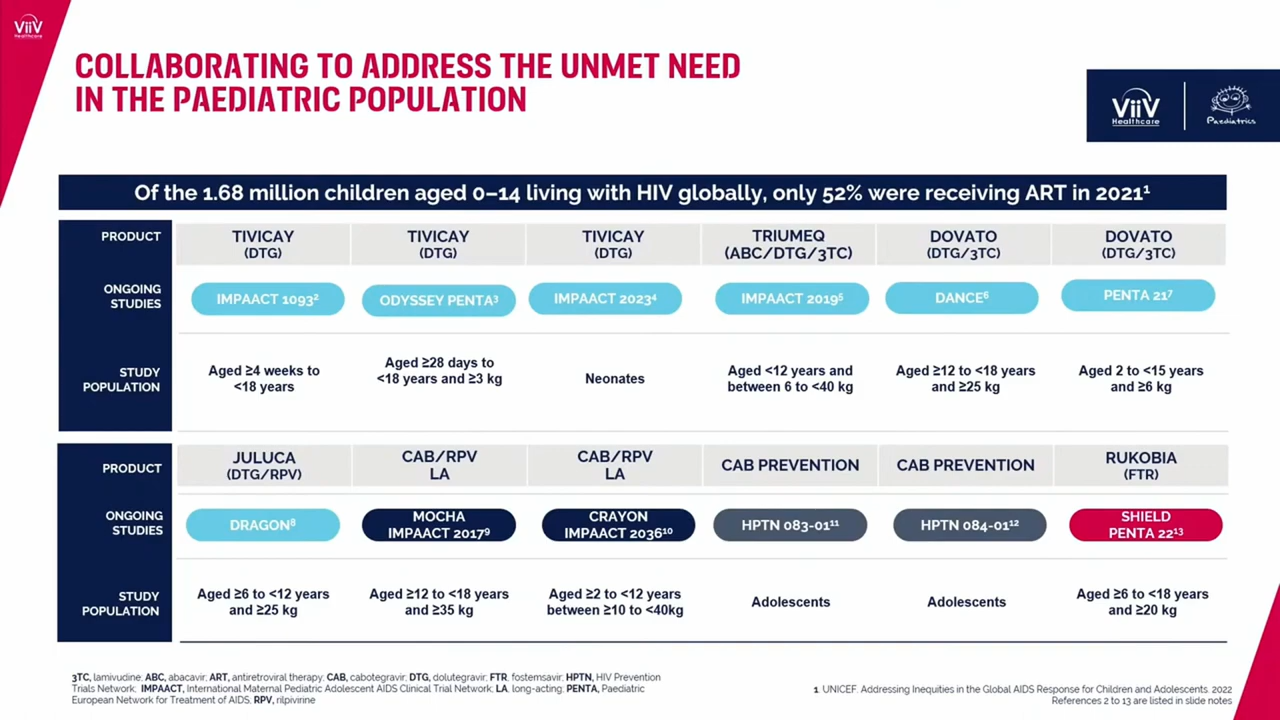 ViiV
Healthcare
COLLABORATING TO ADDRESS THE UNMET NEED
IN THE PAEDIATRIC POPULATION
ViiV
Healthcare
Paediatrics
Of the 1.68 million children aged 0–14 living with HIV globally, only 52% were receiving ART in 2021¹
PRODUCT
TIVICAY
(DTG)
TIVICAY
(DTG)
TIVICAY
(DTG)
TRIUMEQ
(ABC/DTG/3TC)
DOVATO
(DTG/3TC)
DOVATO
(DTG/3TC)
ONGOING
STUDIES
IMPAACT 1093²
ODYSSEY PENTA³
IMPAACT 2023⁴
IMPAACT 2019⁵
DANCE⁶
PENTA 21⁷
STUDY
POPULATION
Aged ≥4 weeks to
<18 years
Aged ≥28 days to
<18 years and ≥3 kg
Neonates
Aged <12 years and
between 6 to <40 kg
Aged ≥12 to <18 years
and ≥25 kg
Aged 2 to <15 years
and ≥6 kg
PRODUCT
JULUCA
(DTG/RPV)
CAB/RPV
LA
CAB/RPV
LA
CAB PREVENTION
CAB PREVENTION
RUKOBIA
(FTR)
ONGOING
STUDIES
DRAGON⁸
MOCHA
IMPAACT 2017⁹
CRAYON
IMPAACT 2036¹⁰
HPTN 083-01¹¹
HPTN 084-01¹²
SHIELD
PENTA 22¹³
STUDY
POPULATION
Aged ≥6 to <12 years
and ≥25 kg
Aged ≥12 to <18 years
and ≥35 kg
Aged ≥2 to <12 years
between ≥10 to <40kg
Adolescents
Adolescents
Aged ≥6 to <18 years
and ≥20 kg
3TC, lamivudine; ABC, abacavir; ART, antiretroviral therapy; CAB, cabotegravir; DTG, dolutegravir; FTR, fostemsavir; HPTN, HIV Prevention
Trials Network; IMPAACT, International Maternal Pediatric Adolescent AIDS Clinical Trial Network; LA, long-acting; PENTA, Paediatric
European Network for Treatment of AIDS; RPV, rilpivirine
1. UNICEF. Addressing Inequities in the Global AIDS Response for Children and Adolescents. 2022
References 2 to 13 are listed in slide notes